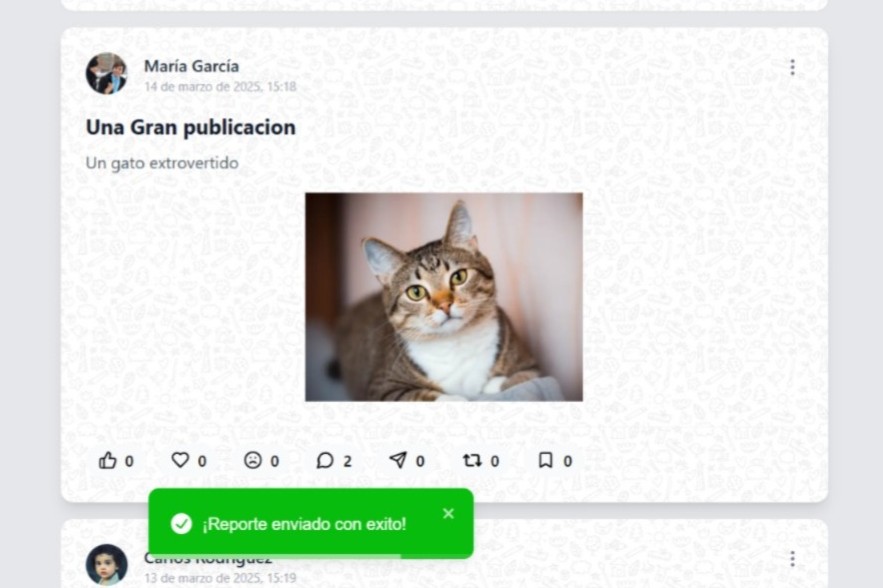 María García
14 de marzo de 2025, 15:18
Una Gran publicacion
Un gato extrovertido
0 0 0 2 0 0 0
¡Reporte enviado con exito!
Carlos Rodríguez
13 de marzo de 2025, 15:19